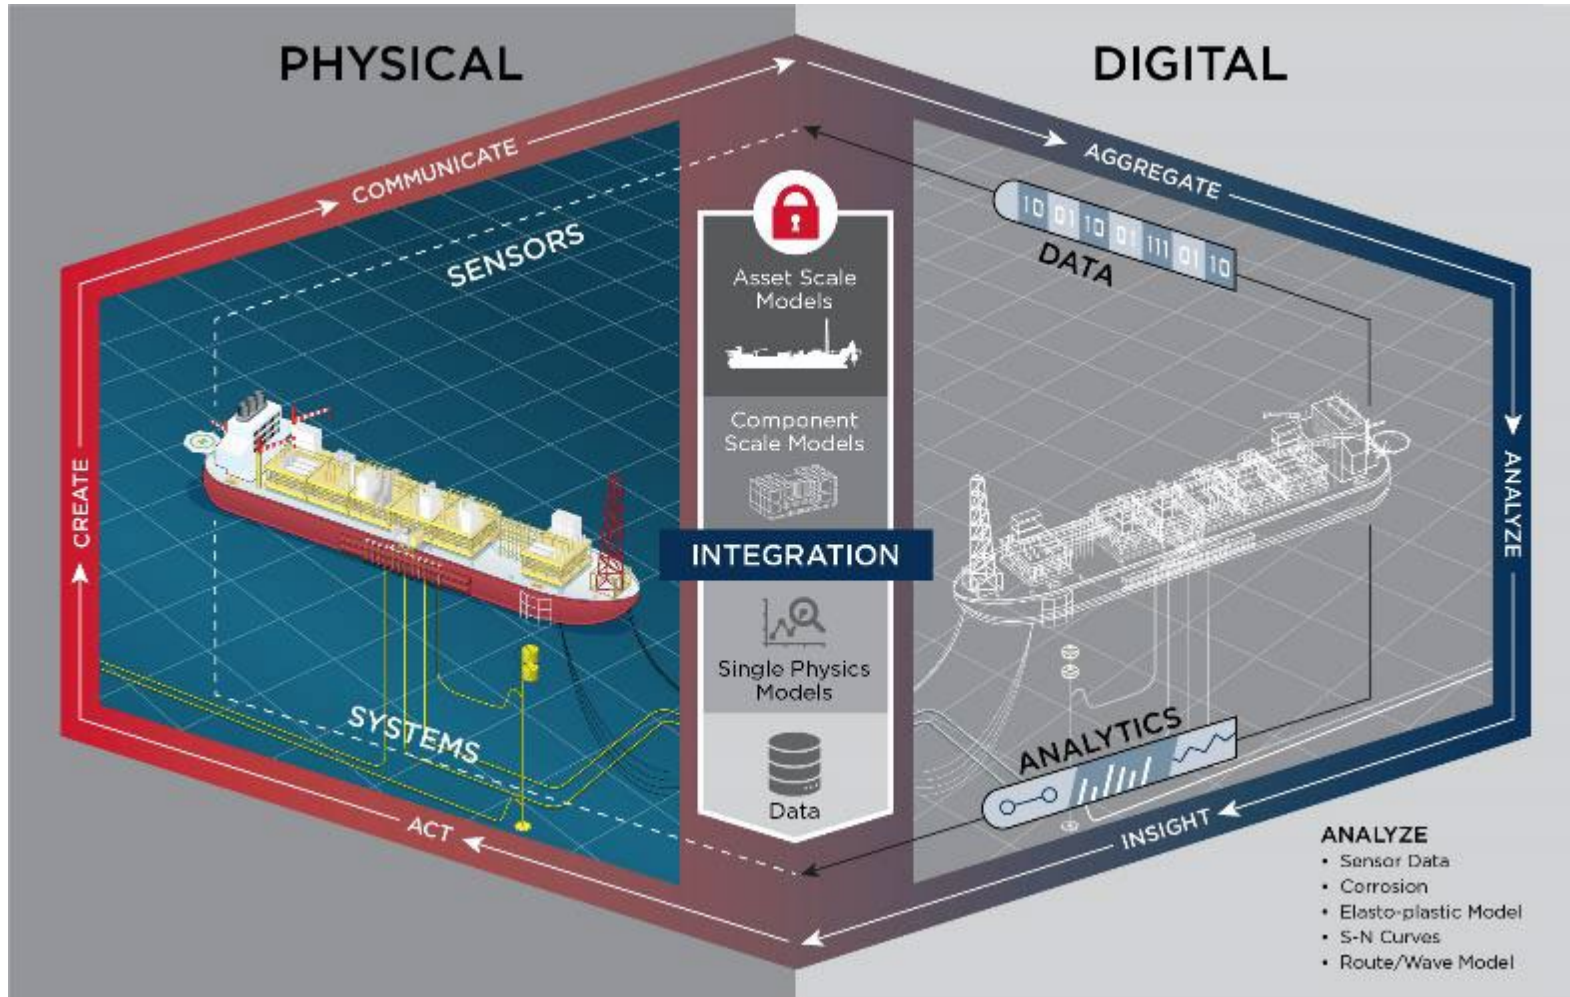 PHYSICAL
DIGITAL
COMMUNICATE
AGGREGATE
SENSORS
10 01 10 01 111 01 10
DATA
Asset Scale
Models
Component
Scale Models
CREATE
ANALYZE
INTEGRATION
Single Physics
Models
SYSTEMS
ANALYTICS
Data
ACT
INSIGHT
ANALYZE
• Sensor Data
• Corrosion
• Elasto-plastic Model
• S-N Curves
• Route/Wave Model